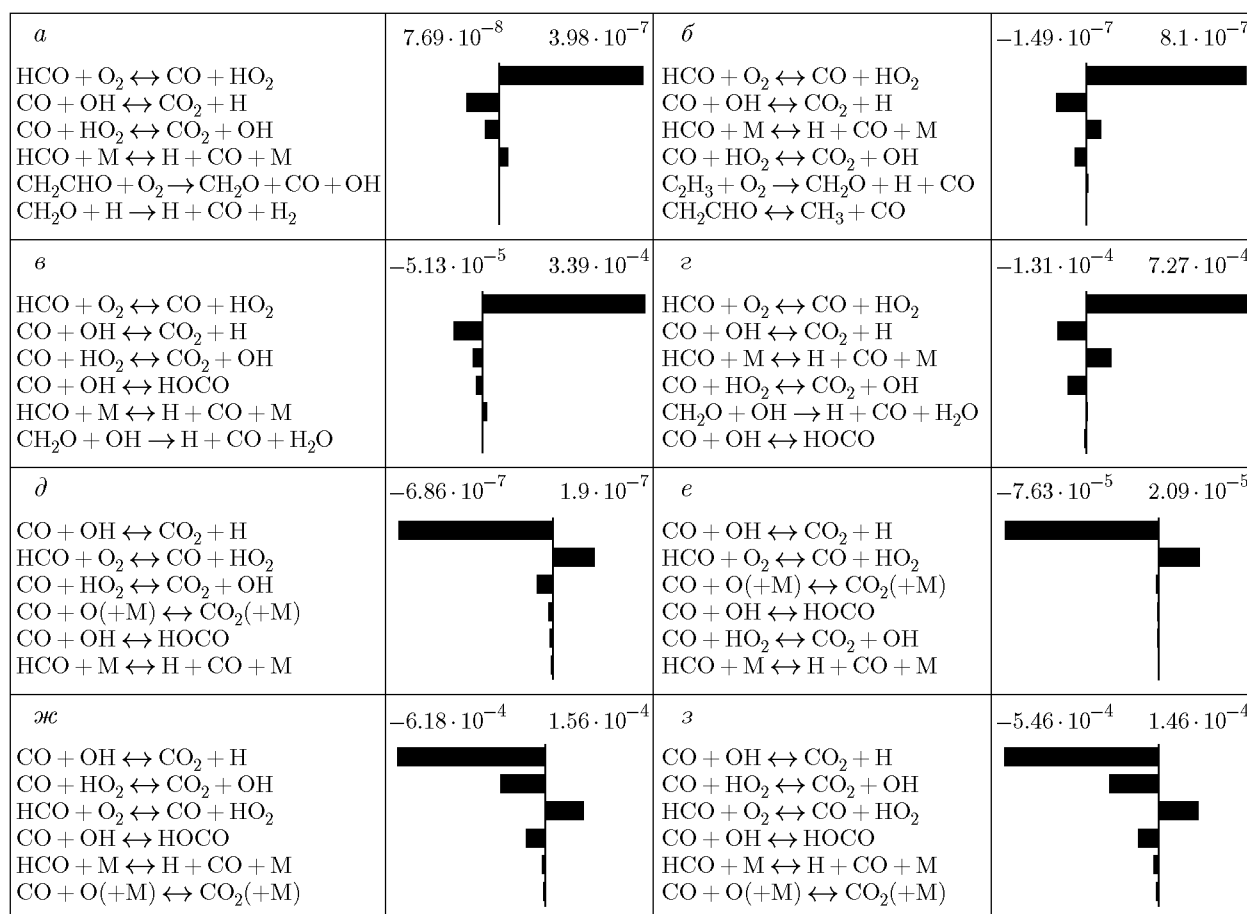 а
7.69·10⁻⁸ 3.98·10⁻⁷
HCO + O₂ ↔ CO + HO₂
CO + OH ↔ CO₂ + H
CO + HO₂ ↔ CO₂ + OH
HCO + M ↔ H + CO + M
CH₂CHO + O₂ → CH₂O + CO + OH
CH₂O + H → H + CO + H₂
б
−1.49·10⁻⁷ 8.1·10⁻⁷
HCO + O₂ ↔ CO + HO₂
CO + OH ↔ CO₂ + H
HCO + M ↔ H + CO + M
CO + HO₂ ↔ CO₂ + OH
C₂H₃ + O₂ → CH₂O + H + CO
CH₂CHO ↔ CH₃ + CO
в
−5.13·10⁻⁵ 3.39·10⁻⁴
HCO + O₂ ↔ CO + HO₂
CO + OH ↔ CO₂ + H
CO + HO₂ ↔ CO₂ + OH
CO + OH ↔ HOCO
HCO + M ↔ H + CO + M
CH₂O + OH → H + CO + H₂O
г
−1.31·10⁻⁴ 7.27·10⁻⁴
HCO + O₂ ↔ CO + HO₂
CO + OH ↔ CO₂ + H
HCO + M ↔ H + CO + M
CO + HO₂ ↔ CO₂ + OH
CH₂O + OH → H + CO + H₂O
CO + OH ↔ HOCO
д
−6.86·10⁻⁷ 1.9·10⁻⁷
CO + OH ↔ CO₂ + H
HCO + O₂ ↔ CO + HO₂
CO + HO₂ ↔ CO₂ + OH
CO + O(+M) ↔ CO₂(+M)
CO + OH ↔ HOCO
HCO + M ↔ H + CO + M
е
−7.63·10⁻⁵ 2.09·10⁻⁵
CO + OH ↔ CO₂ + H
HCO + O₂ ↔ CO + HO₂
CO + O(+M) ↔ CO₂(+M)
CO + OH ↔ HOCO
CO + HO₂ ↔ CO₂ + OH
HCO + M ↔ H + CO + M
ж
−6.18·10⁻⁴ 1.56·10⁻⁴
CO + OH ↔ CO₂ + H
CO + HO₂ ↔ CO₂ + OH
HCO + O₂ ↔ CO + HO₂
CO + OH ↔ HOCO
HCO + M ↔ H + CO + M
CO + O(+M) ↔ CO₂(+M)
з
−5.46·10⁻⁴ 1.46·10⁻⁴
CO + OH ↔ CO₂ + H
CO + HO₂ ↔ CO₂ + OH
HCO + O₂ ↔ CO + HO₂
CO + OH ↔ HOCO
HCO + M ↔ H + CO + M
CO + O(+M) ↔ CO₂(+M)